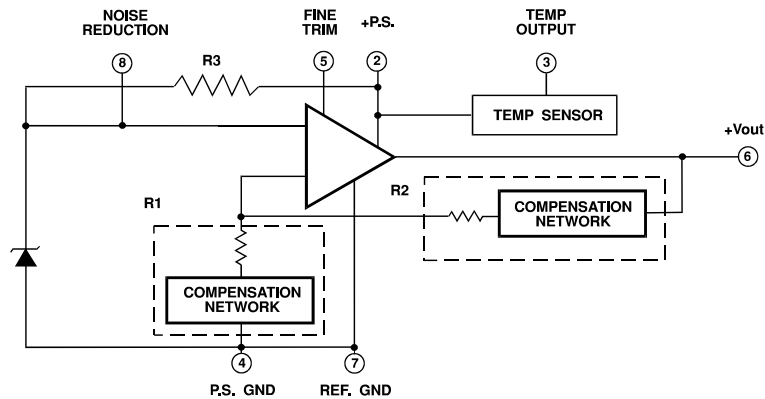 NOISE
REDUCTION
FINE
TRIM
+P.S.
TEMP
OUTPUT
8
R3
5
2
3
TEMP SENSOR
+Vout
6
R1
R2
COMPENSATION
NETWORK
COMPENSATION
NETWORK
4
7
P.S. GND
REF. GND